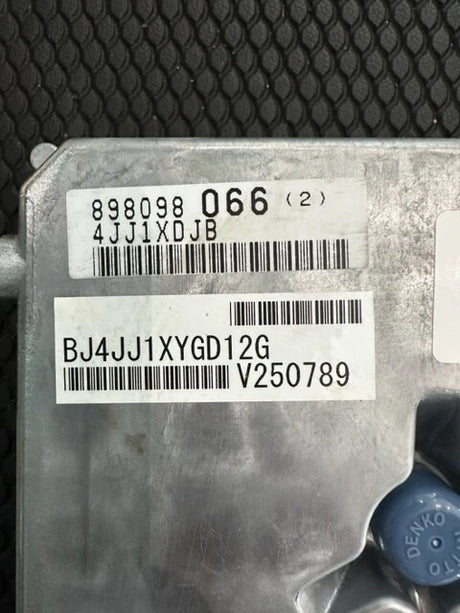 898098 066 (2)
4JJ1XDJB
BJ4JJ1XYGD12G
V250789
DENKO